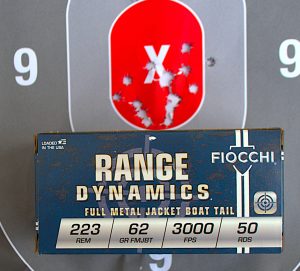 X
9
9
LOADED IN THE USA
RANGE
DYNAMICS
FIOCCHI
FULL METAL JACKET BOAT TAIL
223 62 3000 50
REM GR FMJBT FPS RDS
9